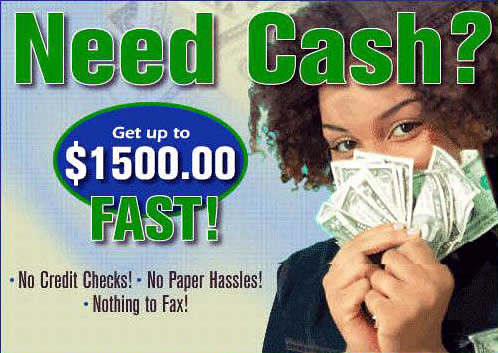 Need Cash?
Get up to
$1500.00
FAST!
· No Credit Checks! · No Paper Hassles!
· Nothing to Fax!